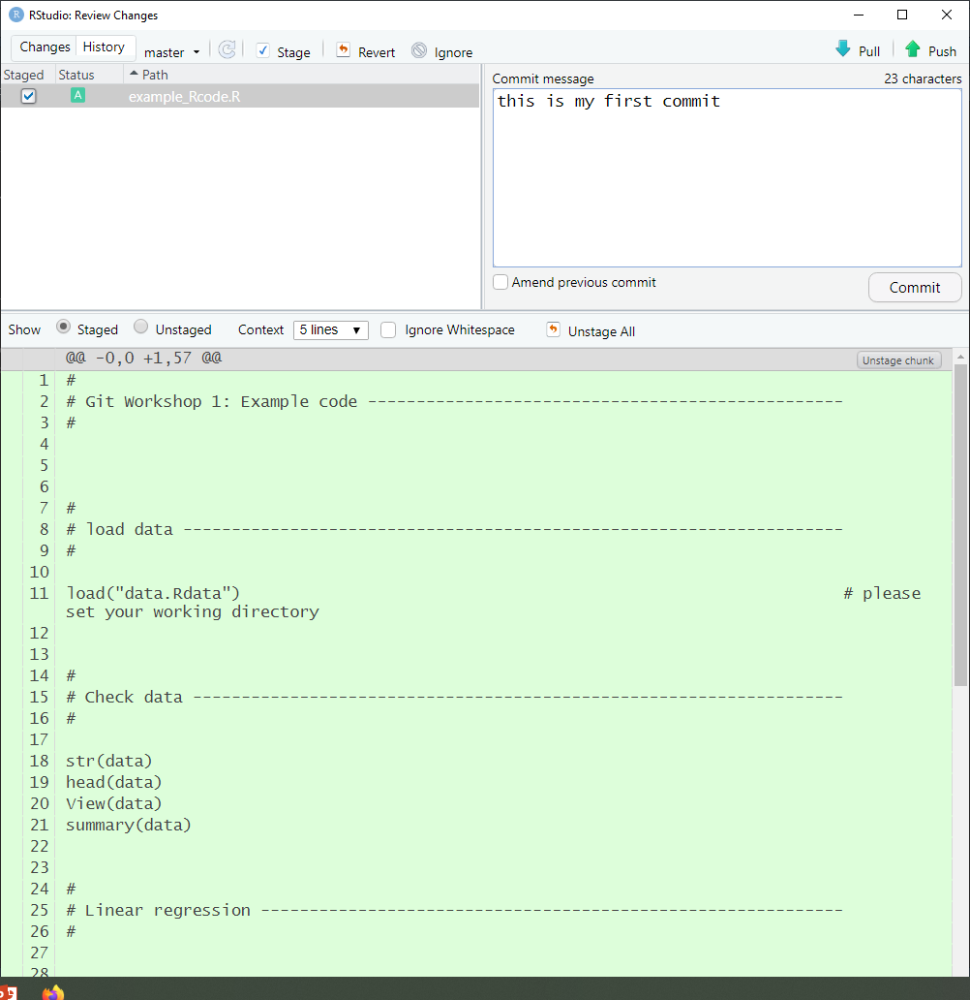 RStudio: Review Changes
Changes History master Stage Revert Ignore Pull Push
Staged Status Path
A example_Rcode.R
Commit message 23 characters
this is my first commit
Amend previous commit
Commit
Show Staged Unstaged Context 5 lines Ignore Whitespace Unstage All
@@ -0,0 +1,57 @@ Unstage chunk
1 #
2 # Git Workshop 1: Example code -------------------------------------------------
3 #
4
5
6
7 #
8 # load data --------------------------------------------------------------------
9 #
10
11 load("data.Rdata") # please
set your working directory
12
13
14 #
15 # Check data -------------------------------------------------------------------
16 #
17
18 str(data)
19 head(data)
20 View(data)
21 summary(data)
22
23
24 #
25 # Linear regression ------------------------------------------------------------
26 #
27
28